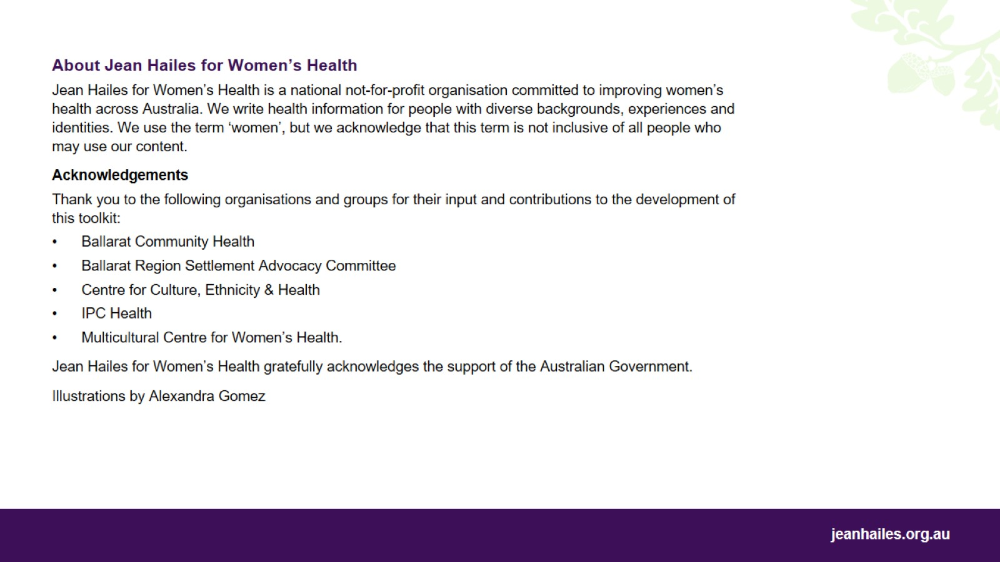 About Jean Hailes for Women’s Health
Jean Hailes for Women’s Health is a national not-for-profit organisation committed to improving women’s
health across Australia. We write health information for people with diverse backgrounds, experiences and
identities. We use the term ‘women’, but we acknowledge that this term is not inclusive of all people who
may use our content.
Acknowledgements
Thank you to the following organisations and groups for their input and contributions to the development of
this toolkit:
• Ballarat Community Health
• Ballarat Region Settlement Advocacy Committee
• Centre for Culture, Ethnicity & Health
• IPC Health
• Multicultural Centre for Women’s Health.
Jean Hailes for Women’s Health gratefully acknowledges the support of the Australian Government.
Illustrations by Alexandra Gomez
jeanhailes.org.au